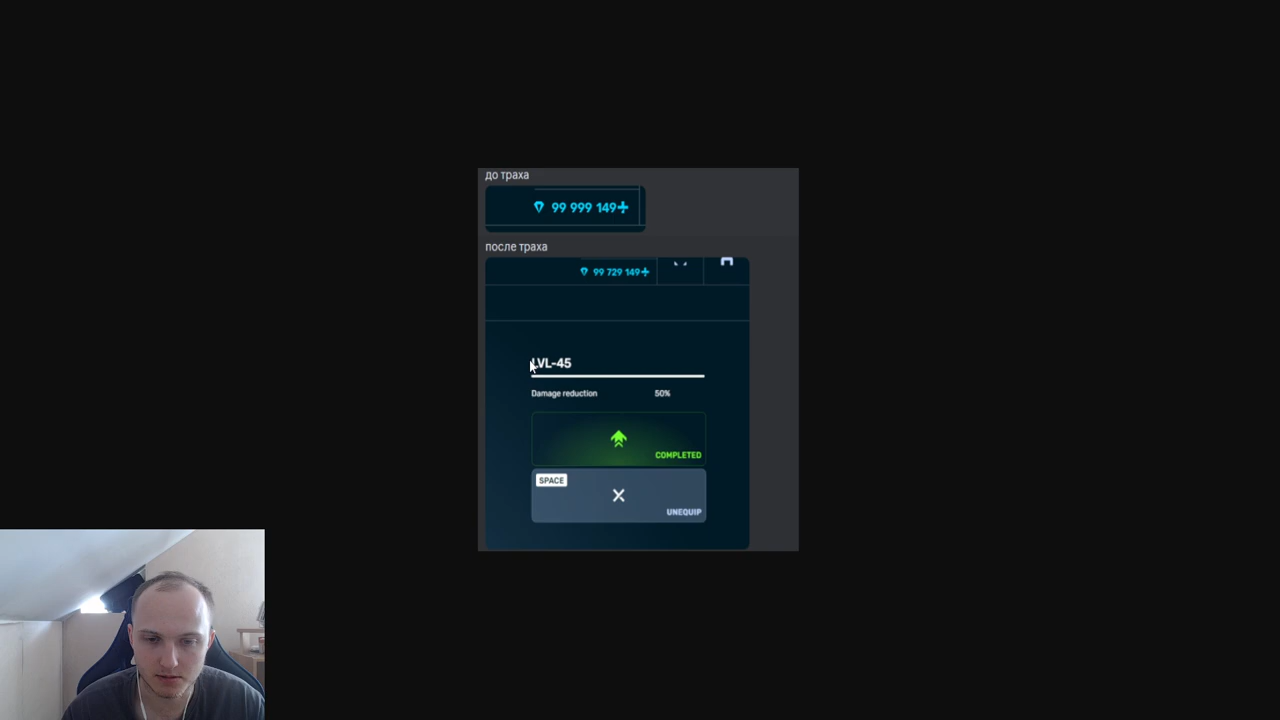 до траха
99 999 149+
после траха
99 729 149+
LVL-45
Damage reduction 50%
COMPLETED
SPACE
UNEQUIP